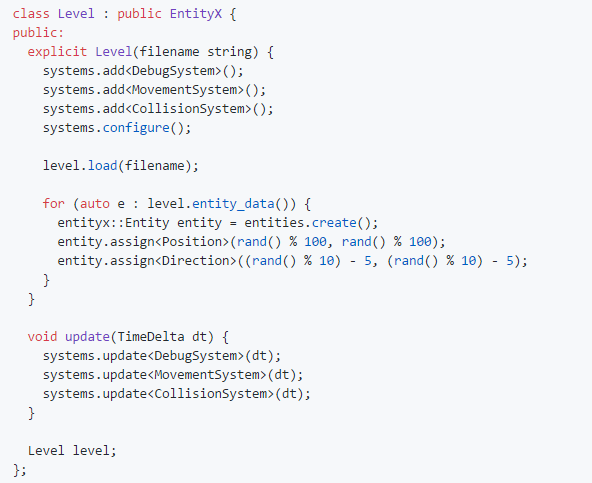 class Level : public EntityX {
public:
  explicit Level(filename string) {
    systems.add<DebugSystem>();
    systems.add<MovementSystem>();
    systems.add<CollisionSystem>();
    systems.configure();

    level.load(filename);

    for (auto e : level.entity_data()) {
      entityx::Entity entity = entities.create();
      entity.assign<Position>(rand() % 100, rand() % 100);
      entity.assign<Direction>((rand() % 10) - 5, (rand() % 10) - 5);
    }
  }

  void update(TimeDelta dt) {
    systems.update<DebugSystem>(dt);
    systems.update<MovementSystem>(dt);
    systems.update<CollisionSystem>(dt);
  }

  Level level;
};